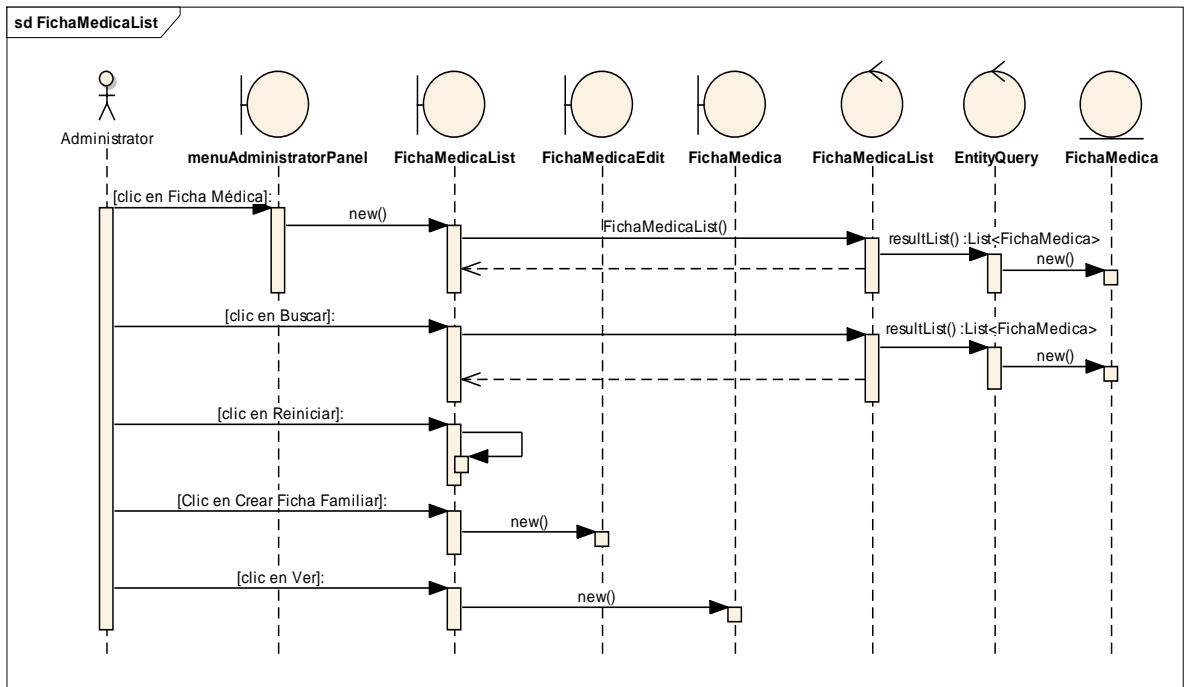 sd FichaMedicaList
Administrator
menuAdministratorPanel
FichaMedicaList
FichaMedicaEdit
FichaMedica
FichaMedicaList
EntityQuery
FichaMedica
[clic en Ficha Médica]:
new()
FichaMedicaList()
resultList() :List<FichaMedica>
new()
[clic en Buscar]:
resultList() :List<FichaMedica>
new()
[clic en Reiniciar]:
[Clic en Crear Ficha Familiar]:
new()
[clic en Ver]:
new()